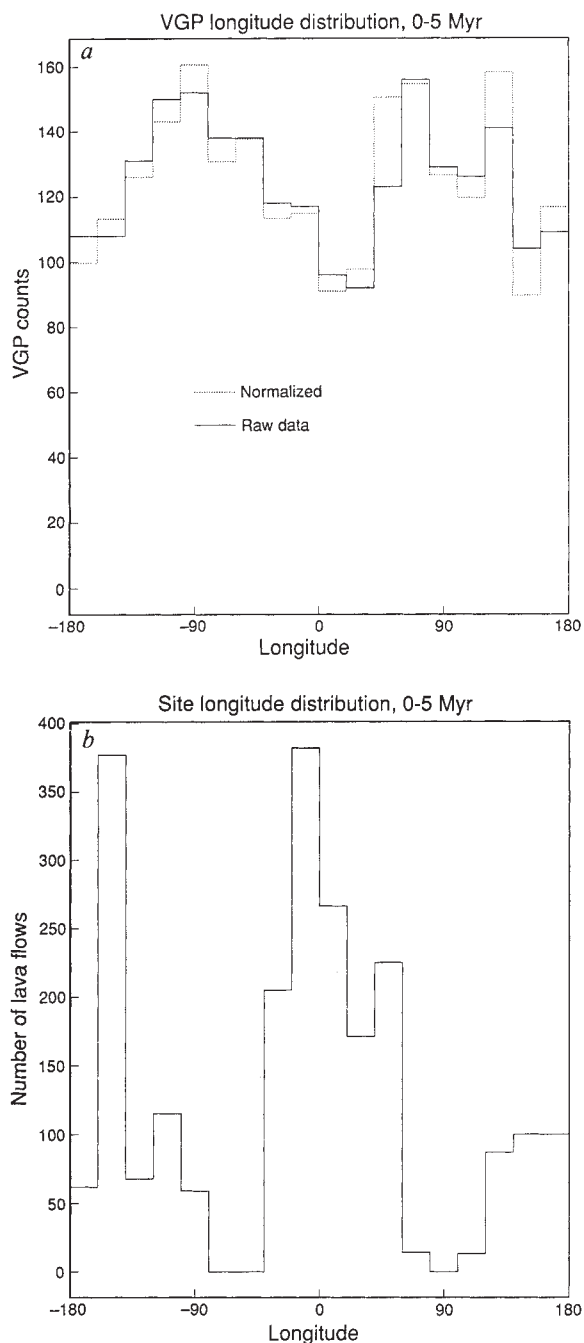 VGP longitude distribution, 0-5 Myr
a
160
140
120
100
80
60
40
20
0
VGP counts
Normalized
Raw data
-180
-90
0
90
180
Longitude
Site longitude distribution, 0-5 Myr
b
400
350
300
250
200
150
100
50
0
Number of lava flows
-180
-90
0
90
180
Longitude